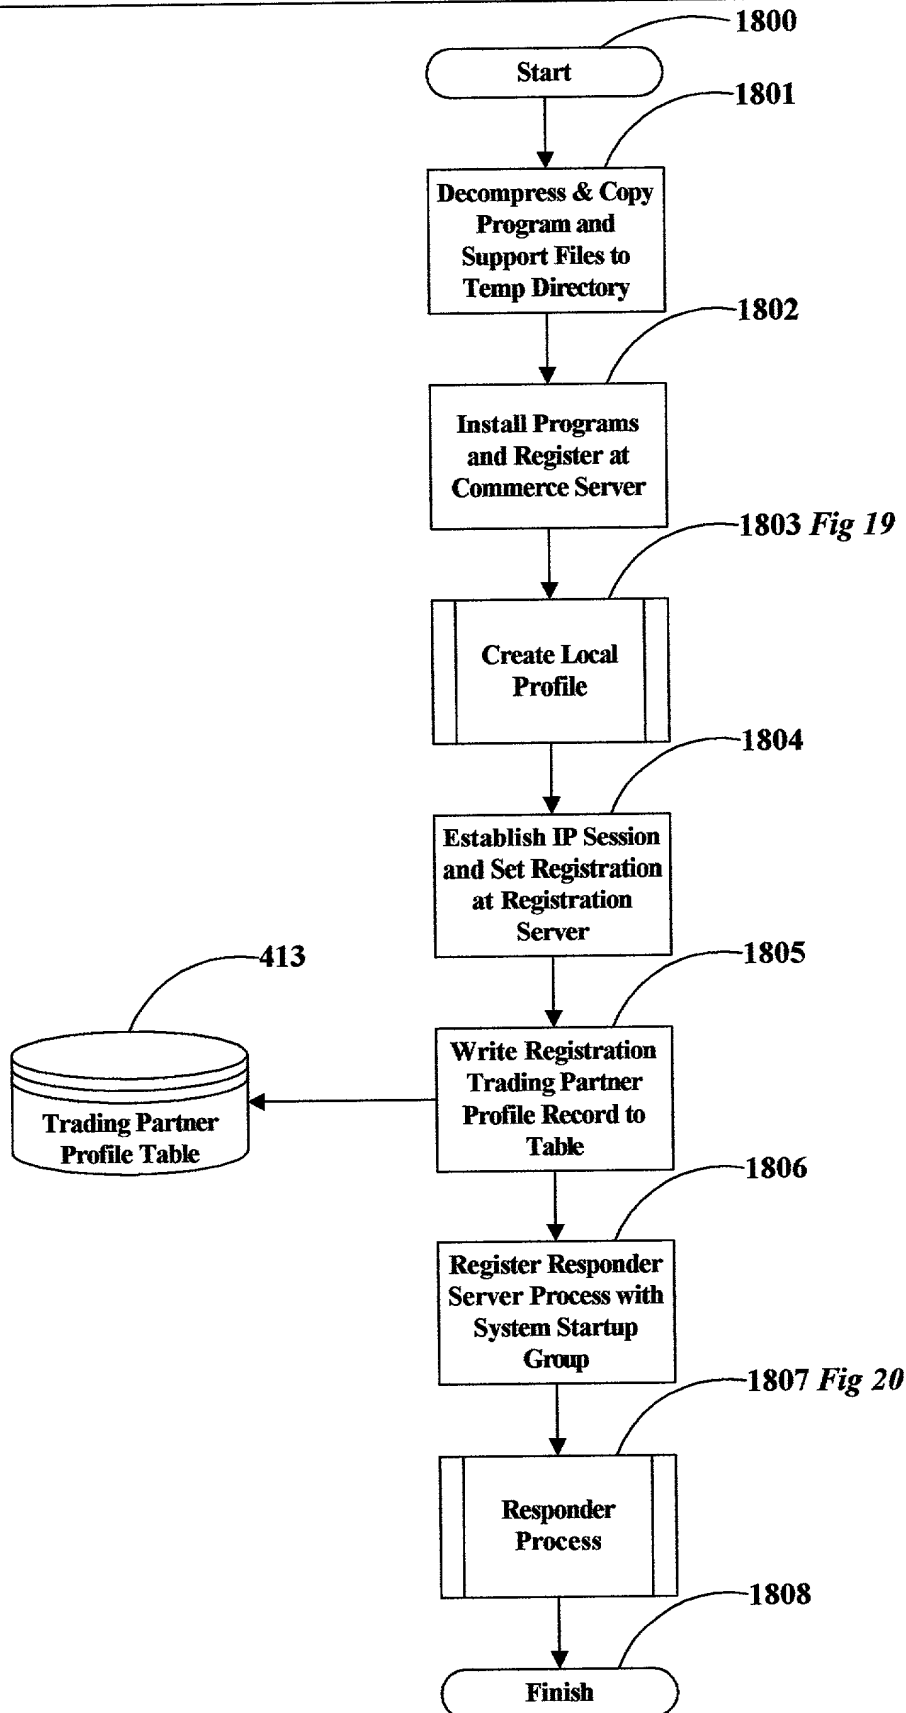 1800
Start
1801
Decompress & Copy
Program and
Support Files to
Temp Directory
1802
Install Programs
and Register at
Commerce Server
1803 Fig 19
Create Local
Profile
1804
Establish IP Session
and Set Registration
at Registration
Server
413
1805
Write Registration
Trading Partner
Profile Record to
Table
Trading Partner
Profile Table
1806
Register Responder
Server Process with
System Startup
Group
1807 Fig 20
Responder
Process
1808
Finish